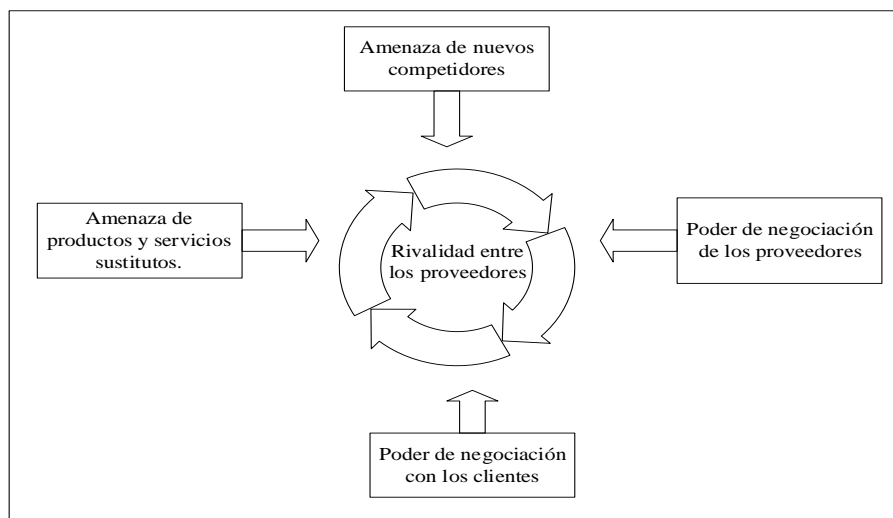 Amenaza de nuevos
competidores
Amenaza de
productos y servicios
sustitutos.
Rivalidad entre
los proveedores
Poder de negociación
de los proveedores
Poder de negociación
con los clientes